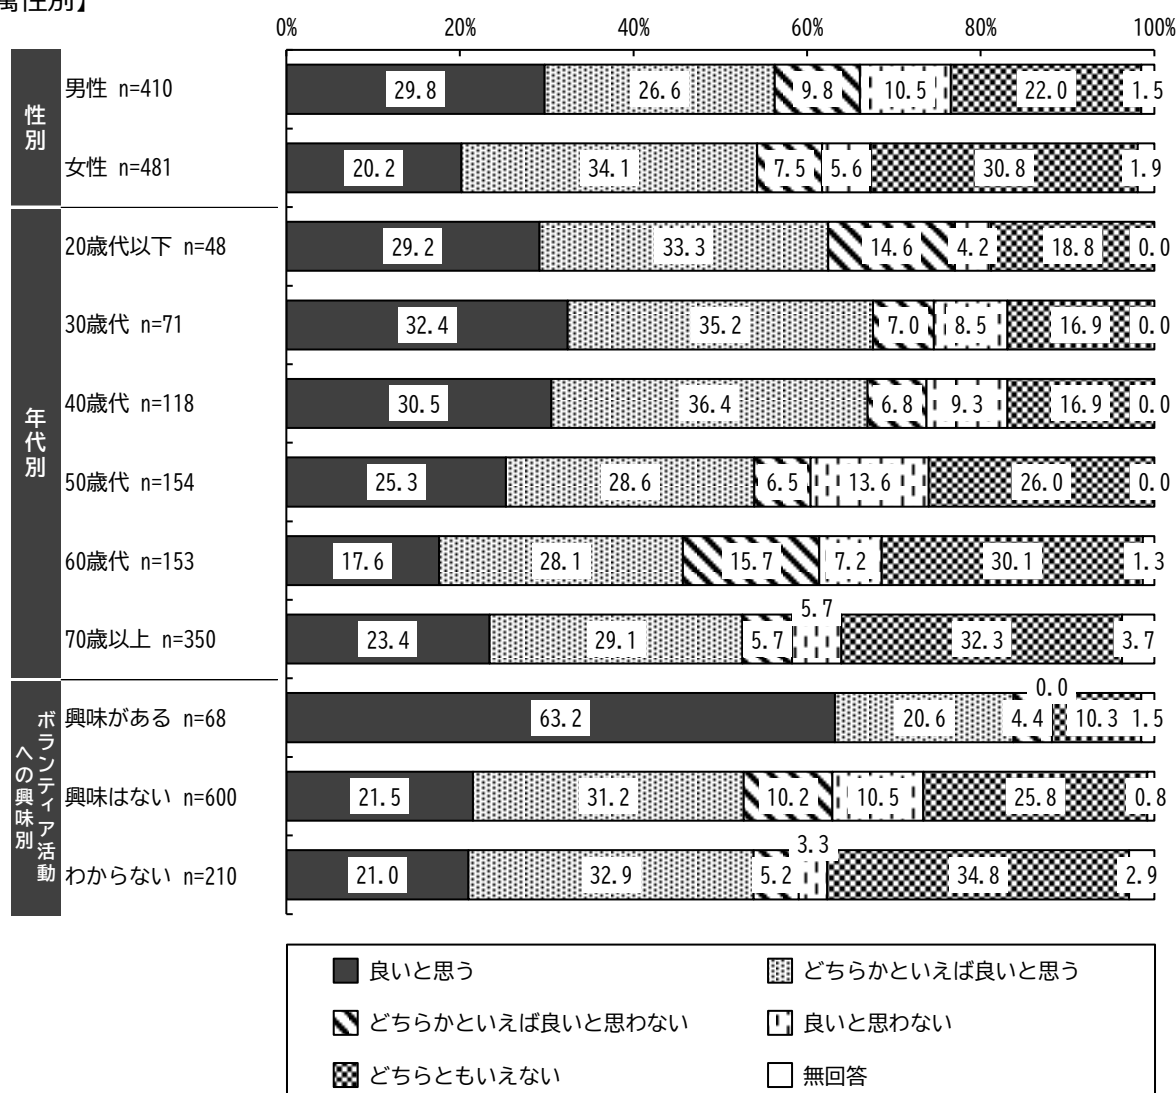 属性別】
0% 20% 40% 60% 80% 100%
性別
男性 n=410 29.8 26.6 9.8 10.5 22.0 1.5
女性 n=481 20.2 34.1 7.5 5.6 30.8 1.9
年代別
20歳代以下 n=48 29.2 33.3 14.6 4.2 18.8 0.0
30歳代 n=71 32.4 35.2 7.0 8.5 16.9 0.0
40歳代 n=118 30.5 36.4 6.8 9.3 16.9 0.0
50歳代 n=154 25.3 28.6 6.5 13.6 26.0 0.0
60歳代 n=153 17.6 28.1 15.7 7.2 30.1 1.3
70歳以上 n=350 23.4 29.1 5.7 5.7 32.3 3.7
ボランティア活動
への興味別
興味がある n=68 63.2 20.6 4.4 0.0 10.3 1.5
興味はない n=600 21.5 31.2 10.2 10.5 25.8 0.8
わからない n=210 21.0 32.9 5.2 3.3 34.8 2.9
良いと思う どちらかといえば良いと思う
どちらかといえば良いと思わない 良いと思わない
どちらともいえない 無回答